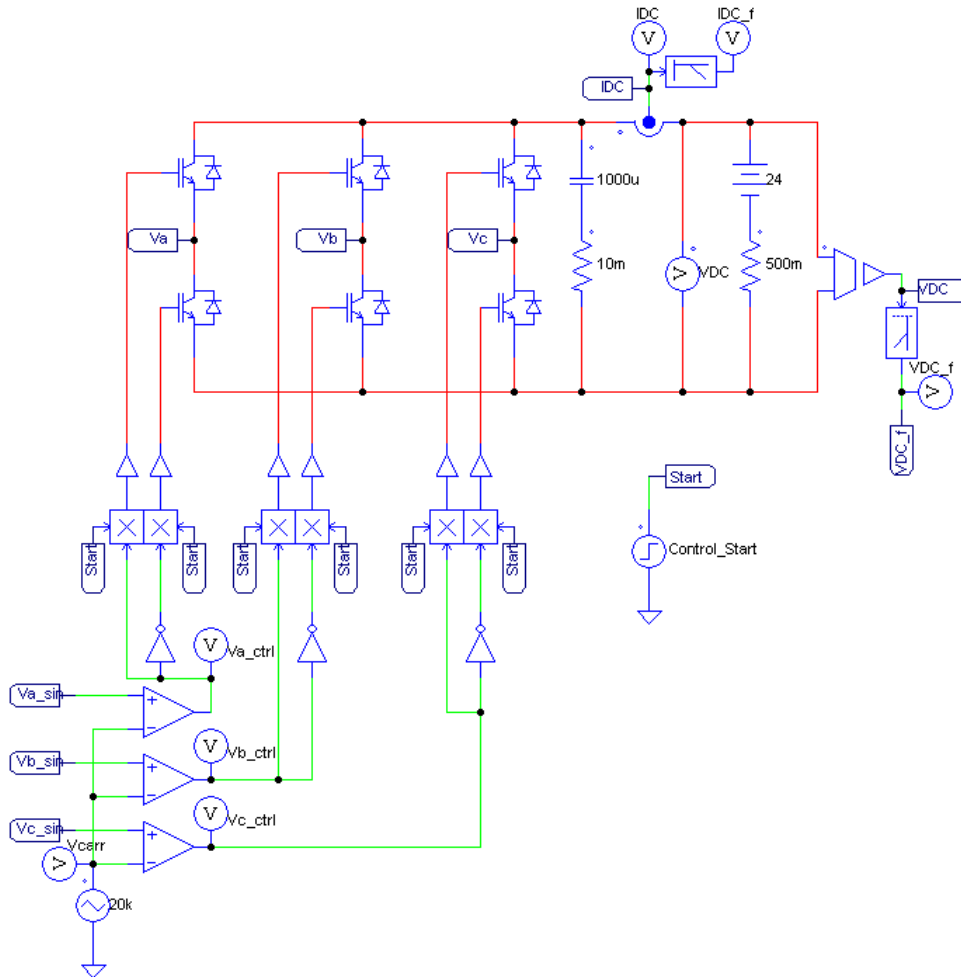 IDC
IDC_f
V
V
IDC
1000u
24
Va
Vb
Vc
10m
V
VDC
500m
VDC
VDC_f
V
VDC_f
Start
Control_Start
Start
Start
Start
Start
Start
Start
V
Va_ctrl
Va_sin
V
Vb_ctrl
Vb_sin
V
Vc_ctrl
Vc_sin
Vcarr
V
20k